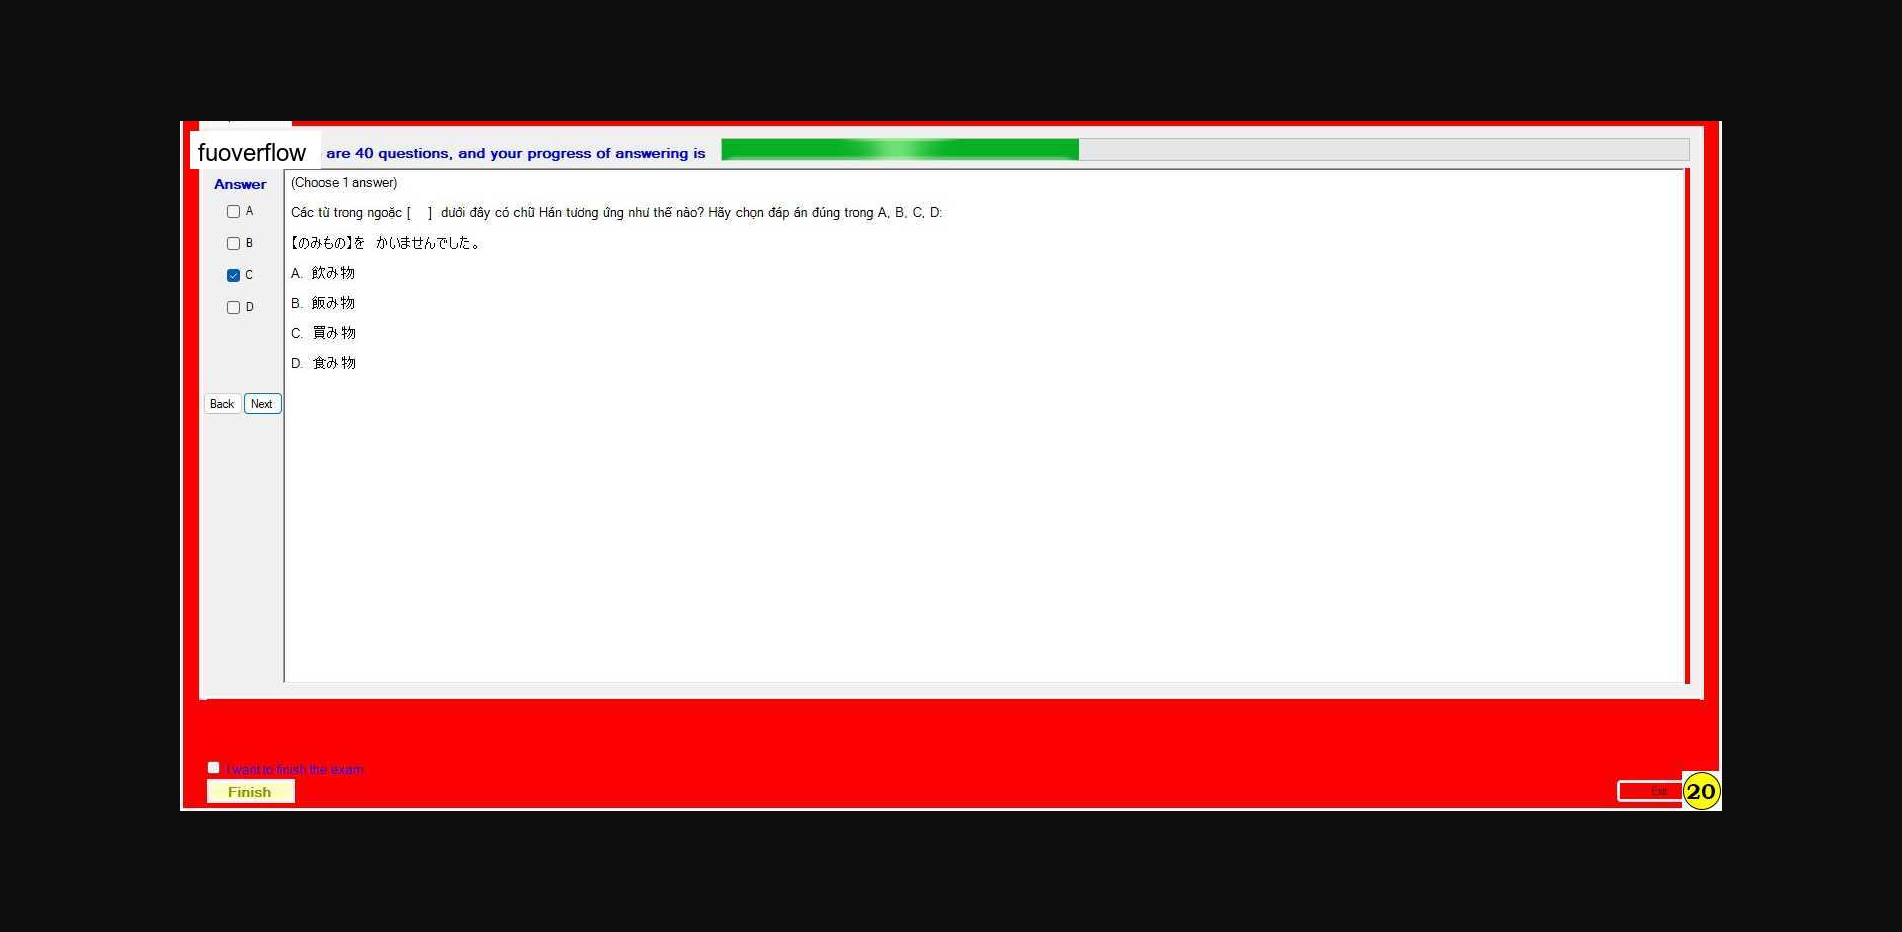 fuoverflow are 40 questions, and your progress of answering is
Answer
A
B
C
D
Back Next
(Choose 1 answer)
Các từ trong ngoặc [ ] dưới đây có chữ Hán tương ứng như thế nào? Hãy chọn đáp án đúng trong A, B, C, D:
【のみもの】を かいませんでした。
A. 飲み物
B. 飯み物
C. 買み物
D. 食み物
I want to finish the exam
Finish
Exit
20